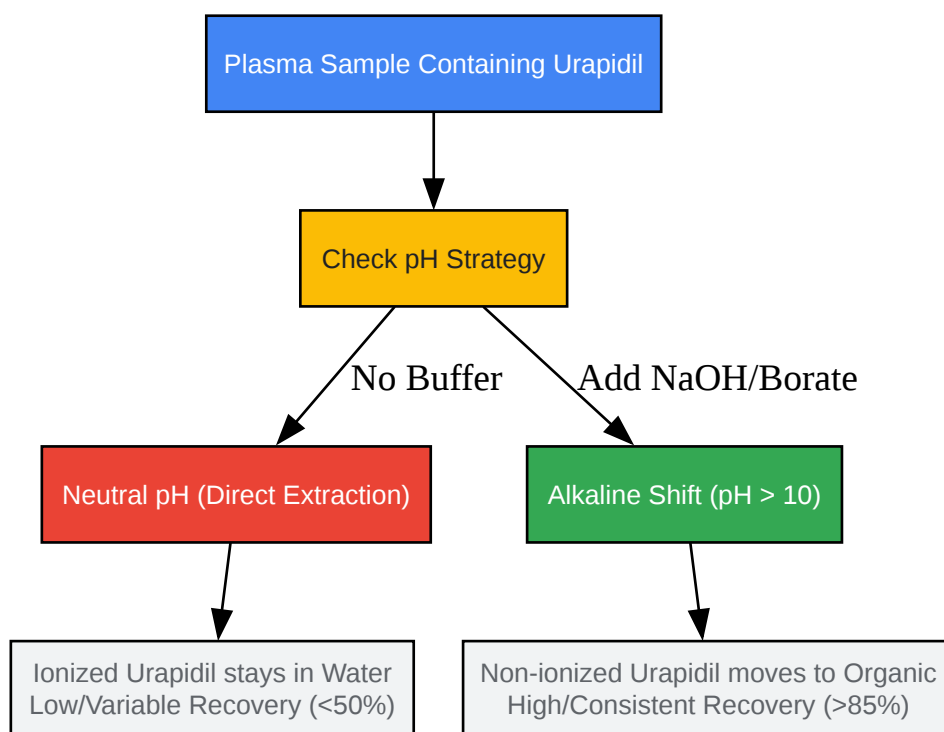 Plasma Sample Containing Urapidil
Check pH Strategy
No Buffer
Add NaOH/Borate
Neutral pH (Direct Extraction)
Alkaline Shift (pH > 10)
Ionized Urapidil stays in Water
Low/Variable Recovery (<50%)
Non-ionized Urapidil moves to Organic
High/Consistent Recovery (>85%)